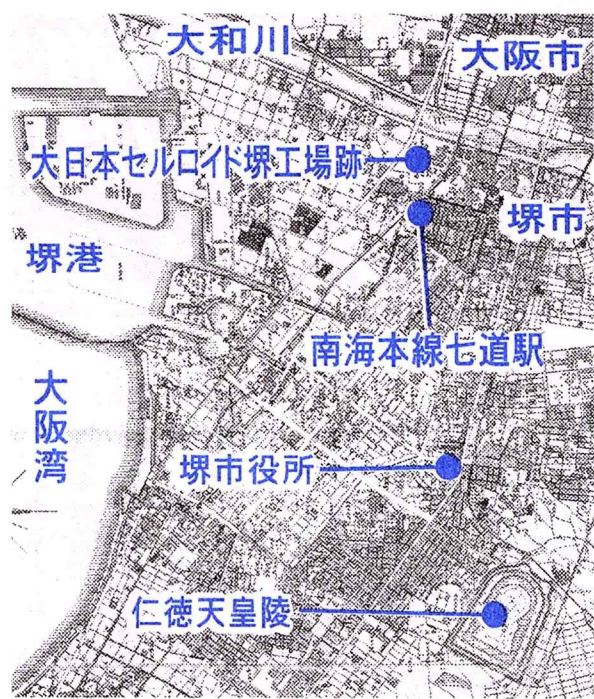 大和川
大阪市
大日本セルロイド堺工場跡
堺市
堺港
南海本線七道駅
大阪湾
堺市役所
仁徳天皇陵